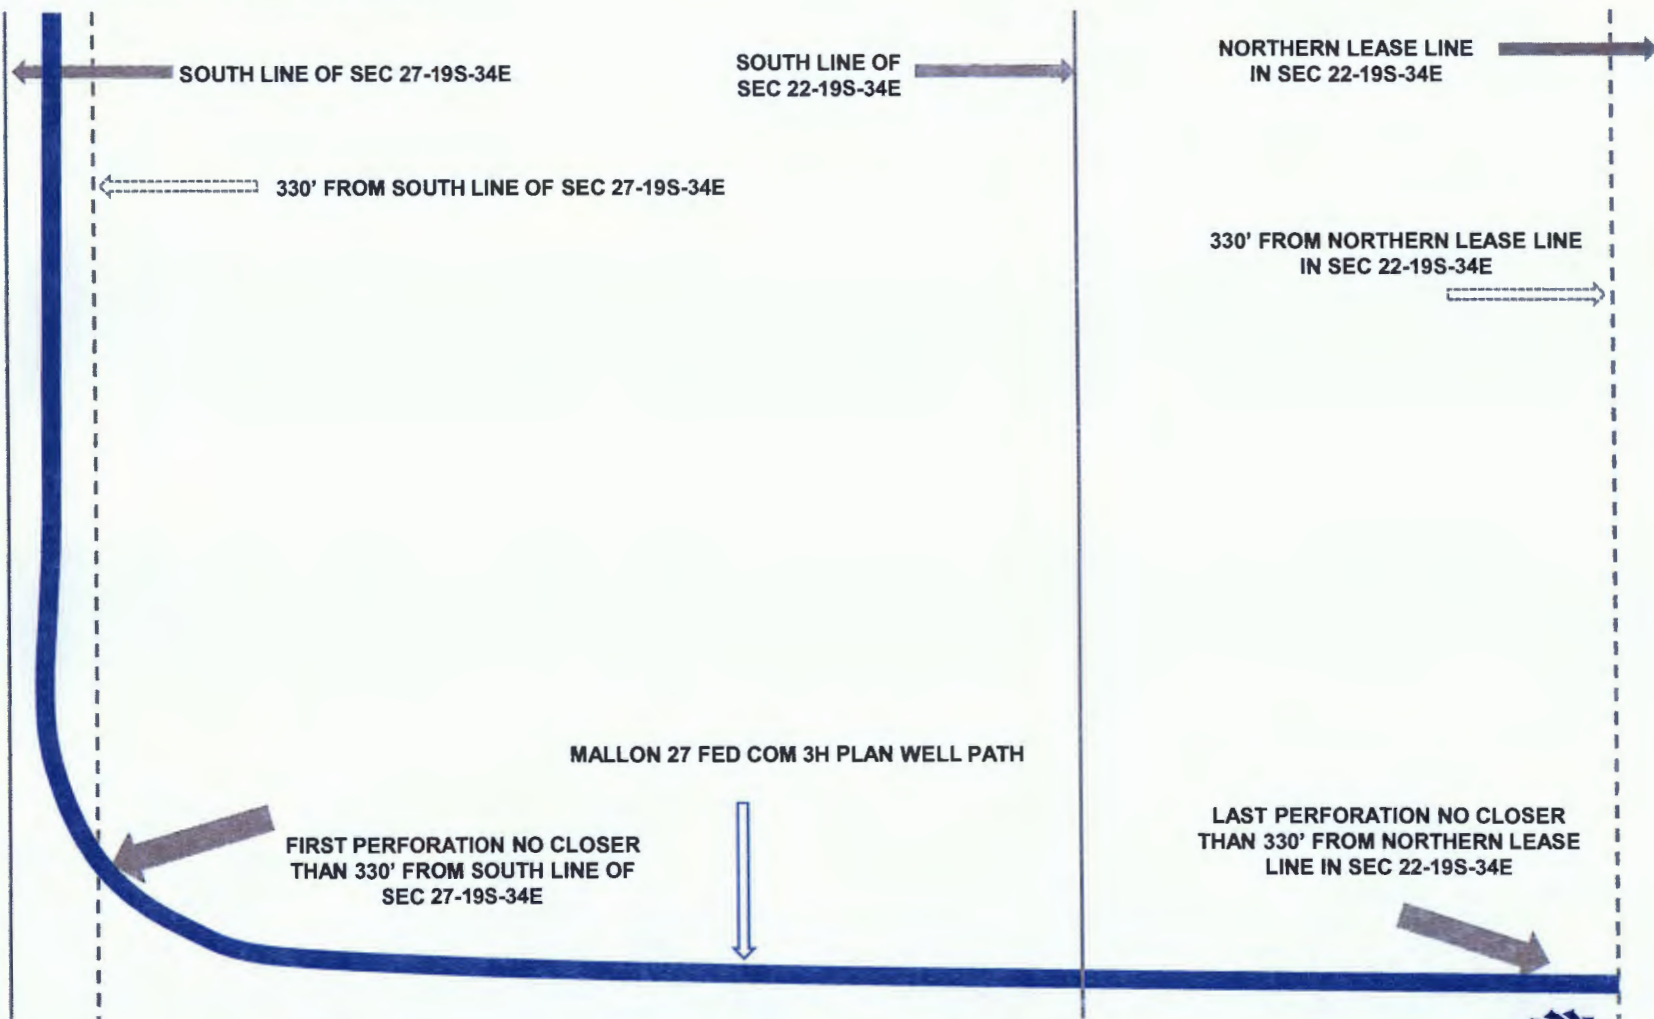 SOUTH LINE OF SEC 27-19S-34E
SOUTH LINE OF
SEC 22-19S-34E
NORTHERN LEASE LINE
IN SEC 22-19S-34E
330' FROM SOUTH LINE OF SEC 27-19S-34E
330' FROM NORTHERN LEASE LINE
IN SEC 22-19S-34E
MALLON 27 FED COM 3H PLAN WELL PATH
FIRST PERFORATION NO CLOSER
THAN 330' FROM SOUTH LINE OF
SEC 27-19S-34E
LAST PERFORATION NO CLOSER
THAN 330' FROM NORTHERN LEASE
LINE IN SEC 22-19S-34E